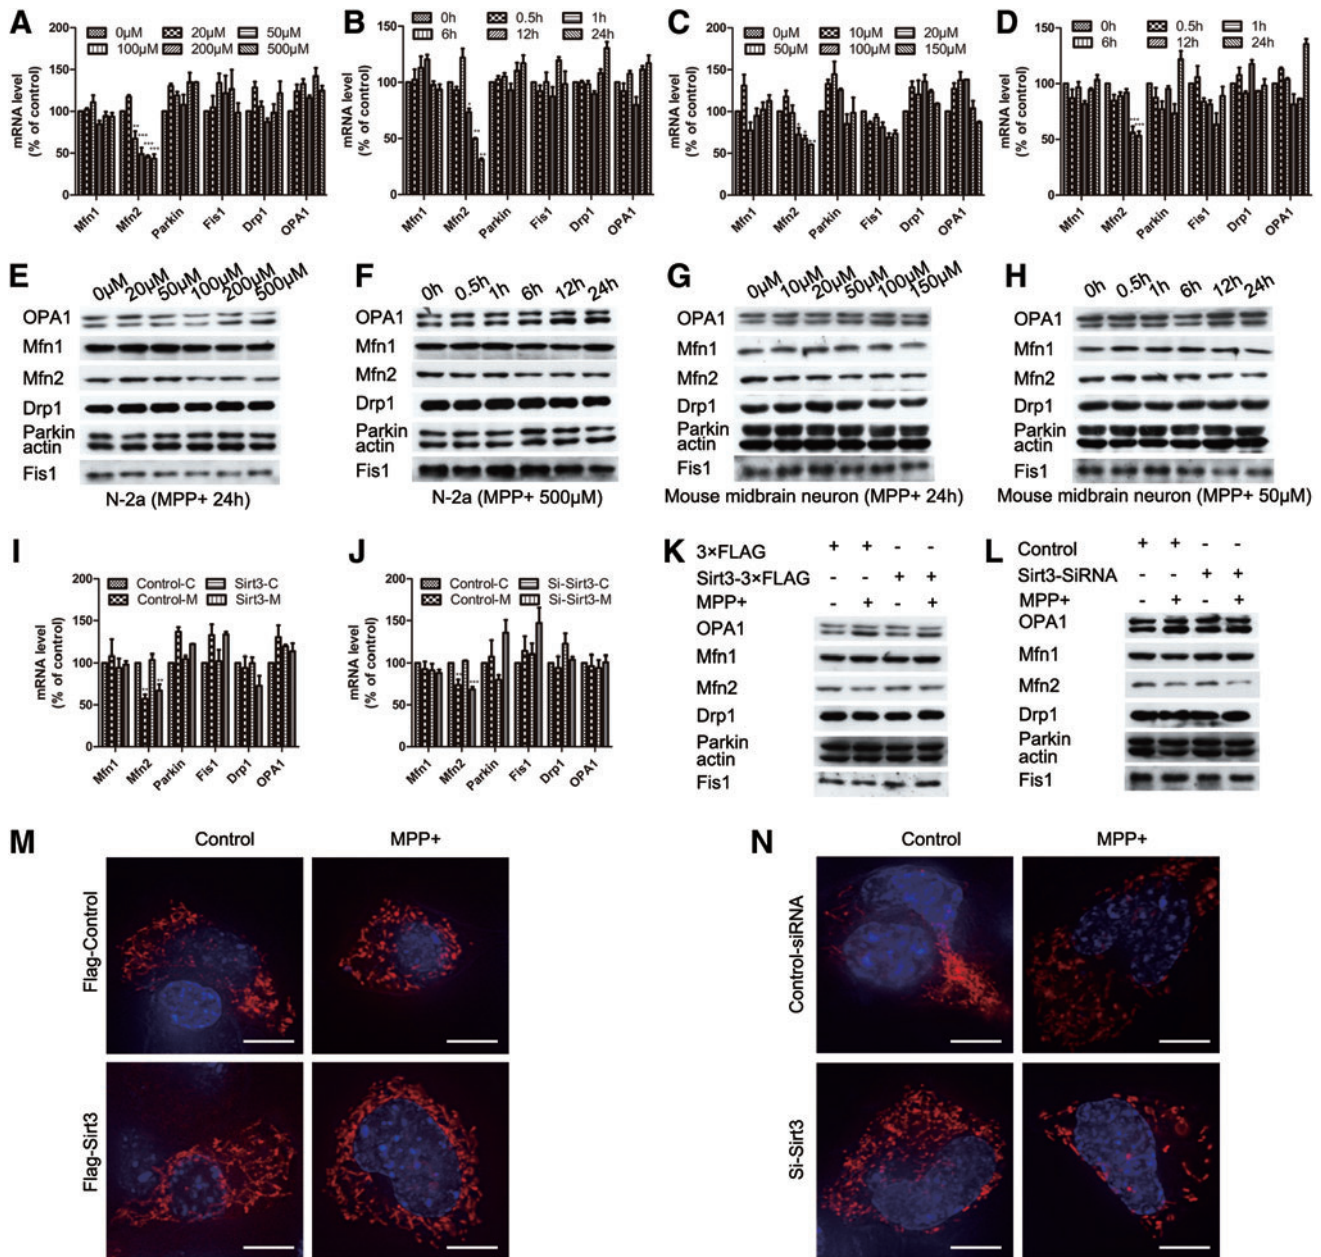 A
0µM 20µM 50µM
100µM 200µM 500µM
mRNA level
(% of control)
200
150
100
50
0
Mfn1 Mfn2 Parkin Fis1 Drp1 OPA1
B
0h 0.5h 1h
6h 12h 24h
mRNA level
(% of control)
150
100
50
0
Mfn1 Mfn2 Parkin Fis1 Drp1 OPA1
C
0µM 10µM 20µM
50µM 100µM 150µM
mRNA level
(% of control)
200
150
100
50
0
Mfn1 Mfn2 Parkin Fis1 Drp1 OPA1
D
0h 0.5h 1h
6h 12h 24h
mRNA level
(% of control)
150
100
50
0
Mfn1 Mfn2 Parkin Fis1 Drp1 OPA1
E
0µM 20µM 50µM 100µM 200µM 500µM
OPA1
Mfn1
Mfn2
Drp1
Parkin
actin
Fis1
N-2a (MPP+ 24h)
F
0h 0.5h 1h 6h 12h 24h
OPA1
Mfn1
Mfn2
Drp1
Parkin
actin
Fis1
N-2a (MPP+ 500µM)
G
0µM 10µM 20µM 50µM 100µM 150µM
OPA1
Mfn1
Mfn2
Drp1
Parkin
actin
Fis1
Mouse midbrain neuron (MPP+ 24h)
H
0h 0.5h 1h 6h 12h 24h
OPA1
Mfn1
Mfn2
Drp1
Parkin
actin
Fis1
Mouse midbrain neuron (MPP+ 50µM)
I
Control-C Sirt3-C
Control-M Sirt3-M
mRNA level
(% of control)
200
150
100
50
0
Mfn1 Mfn2 Parkin Fis1 Drp1 OPA1
J
Control-C Si-Sirt3-C
Control-M Si-Sirt3-M
mRNA level
(% of control)
200
150
100
50
0
Mfn1 Mfn2 Parkin Fis1 Drp1 OPA1
K
3×FLAG + + - -
Sirt3-3×FLAG - - + +
MPP+ - + - +
OPA1
Mfn1
Mfn2
Drp1
Parkin
actin
Fis1
L
Control + + - -
Sirt3-SiRNA - - + +
MPP+ - + - +
OPA1
Mfn1
Mfn2
Drp1
Parkin
actin
Fis1
M
Control MPP+
Flag-Control
Flag-Sirt3
N
Control MPP+
Control-siRNA
Si-Sirt3